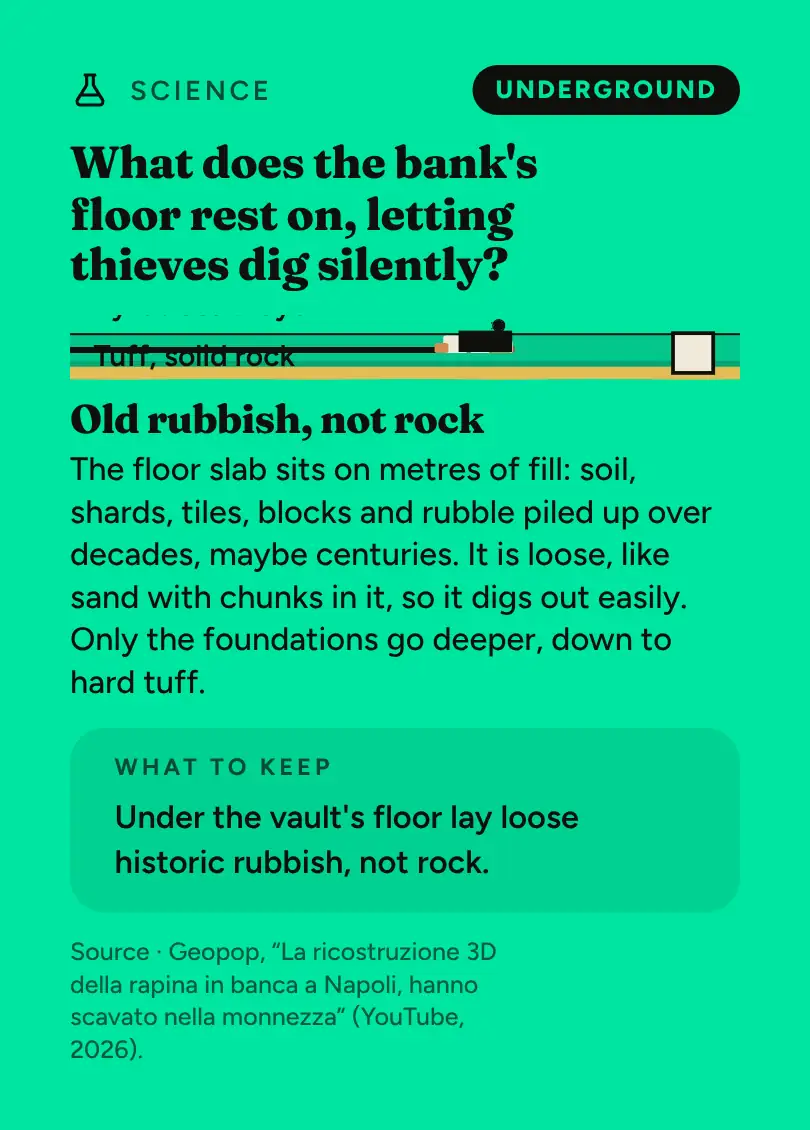 SCIENCE
UNDERGROUND
What does the bank's
floor rest on, letting
thieves dig silently?
Tuff, solid rock
Old rubbish, not rock
The floor slab sits on metres of fill: soil,
shards, tiles, blocks and rubble piled up over
decades, maybe centuries. It is loose, like
sand with chunks in it, so it digs out easily.
Only the foundations go deeper, down to
hard tuff.
WHAT TO KEEP
Under the vault's floor lay loose
historic rubbish, not rock.
Source · Geopop, “La ricostruzione 3D
della rapina in banca a Napoli, hanno
scavato nella monnezza” (YouTube,
2026).